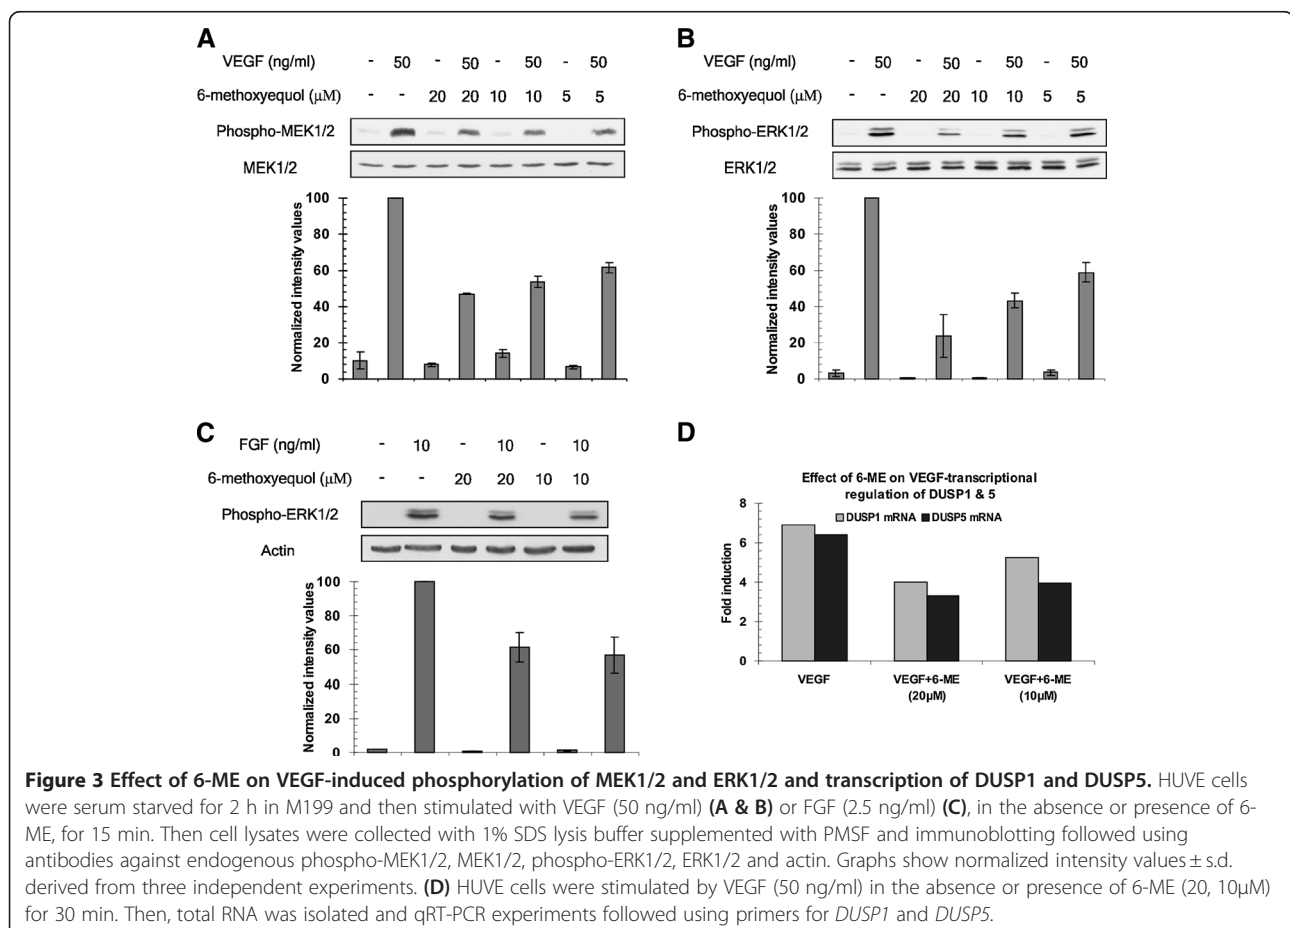 A
VEGF (ng/ml) - 50 - 50 - 50 - 50
6-methoxyequol (μM) - - 20 20 10 10 5 5
Phospho-MEK1/2
MEK1/2
Normalized intensity values
100
80
60
40
20
0
B
VEGF (ng/ml) - 50 - 50 - 50 - 50
6-methoxyequol (μM) - - 20 20 10 10 5 5
Phospho-ERK1/2
ERK1/2
Normalized intensity values
100
80
60
40
20
0
C
FGF (ng/ml) - 10 - 10 - 10
6-methoxyequol (μM) - - 20 20 10 10
Phospho-ERK1/2
Actin
Normalized intensity values
100
80
60
40
20
0
D
Effect of 6-ME on VEGF-transcriptional
regulation of DUSP1 & 5
DUSP1 mRNA DUSP5 mRNA
Fold induction
8
6
4
2
0
VEGF VEGF+6-ME VEGF+6-ME
(20μM) (10μM)
Figure 3 Effect of 6-ME on VEGF-induced phosphorylation of MEK1/2 and ERK1/2 and transcription of DUSP1 and DUSP5. HUVE cells
were serum starved for 2 h in M199 and then stimulated with VEGF (50 ng/ml) (A & B) or FGF (2.5 ng/ml) (C), in the absence or presence of 6-
ME, for 15 min. Then cell lysates were collected with 1% SDS lysis buffer supplemented with PMSF and immunoblotting followed using
antibodies against endogenous phospho-MEK1/2, MEK1/2, phospho-ERK1/2, ERK1/2 and actin. Graphs show normalized intensity values ± s.d.
derived from three independent experiments. (D) HUVE cells were stimulated by VEGF (50 ng/ml) in the absence or presence of 6-ME (20, 10μM)
for 30 min. Then, total RNA was isolated and qRT-PCR experiments followed using primers for DUSP1 and DUSP5.